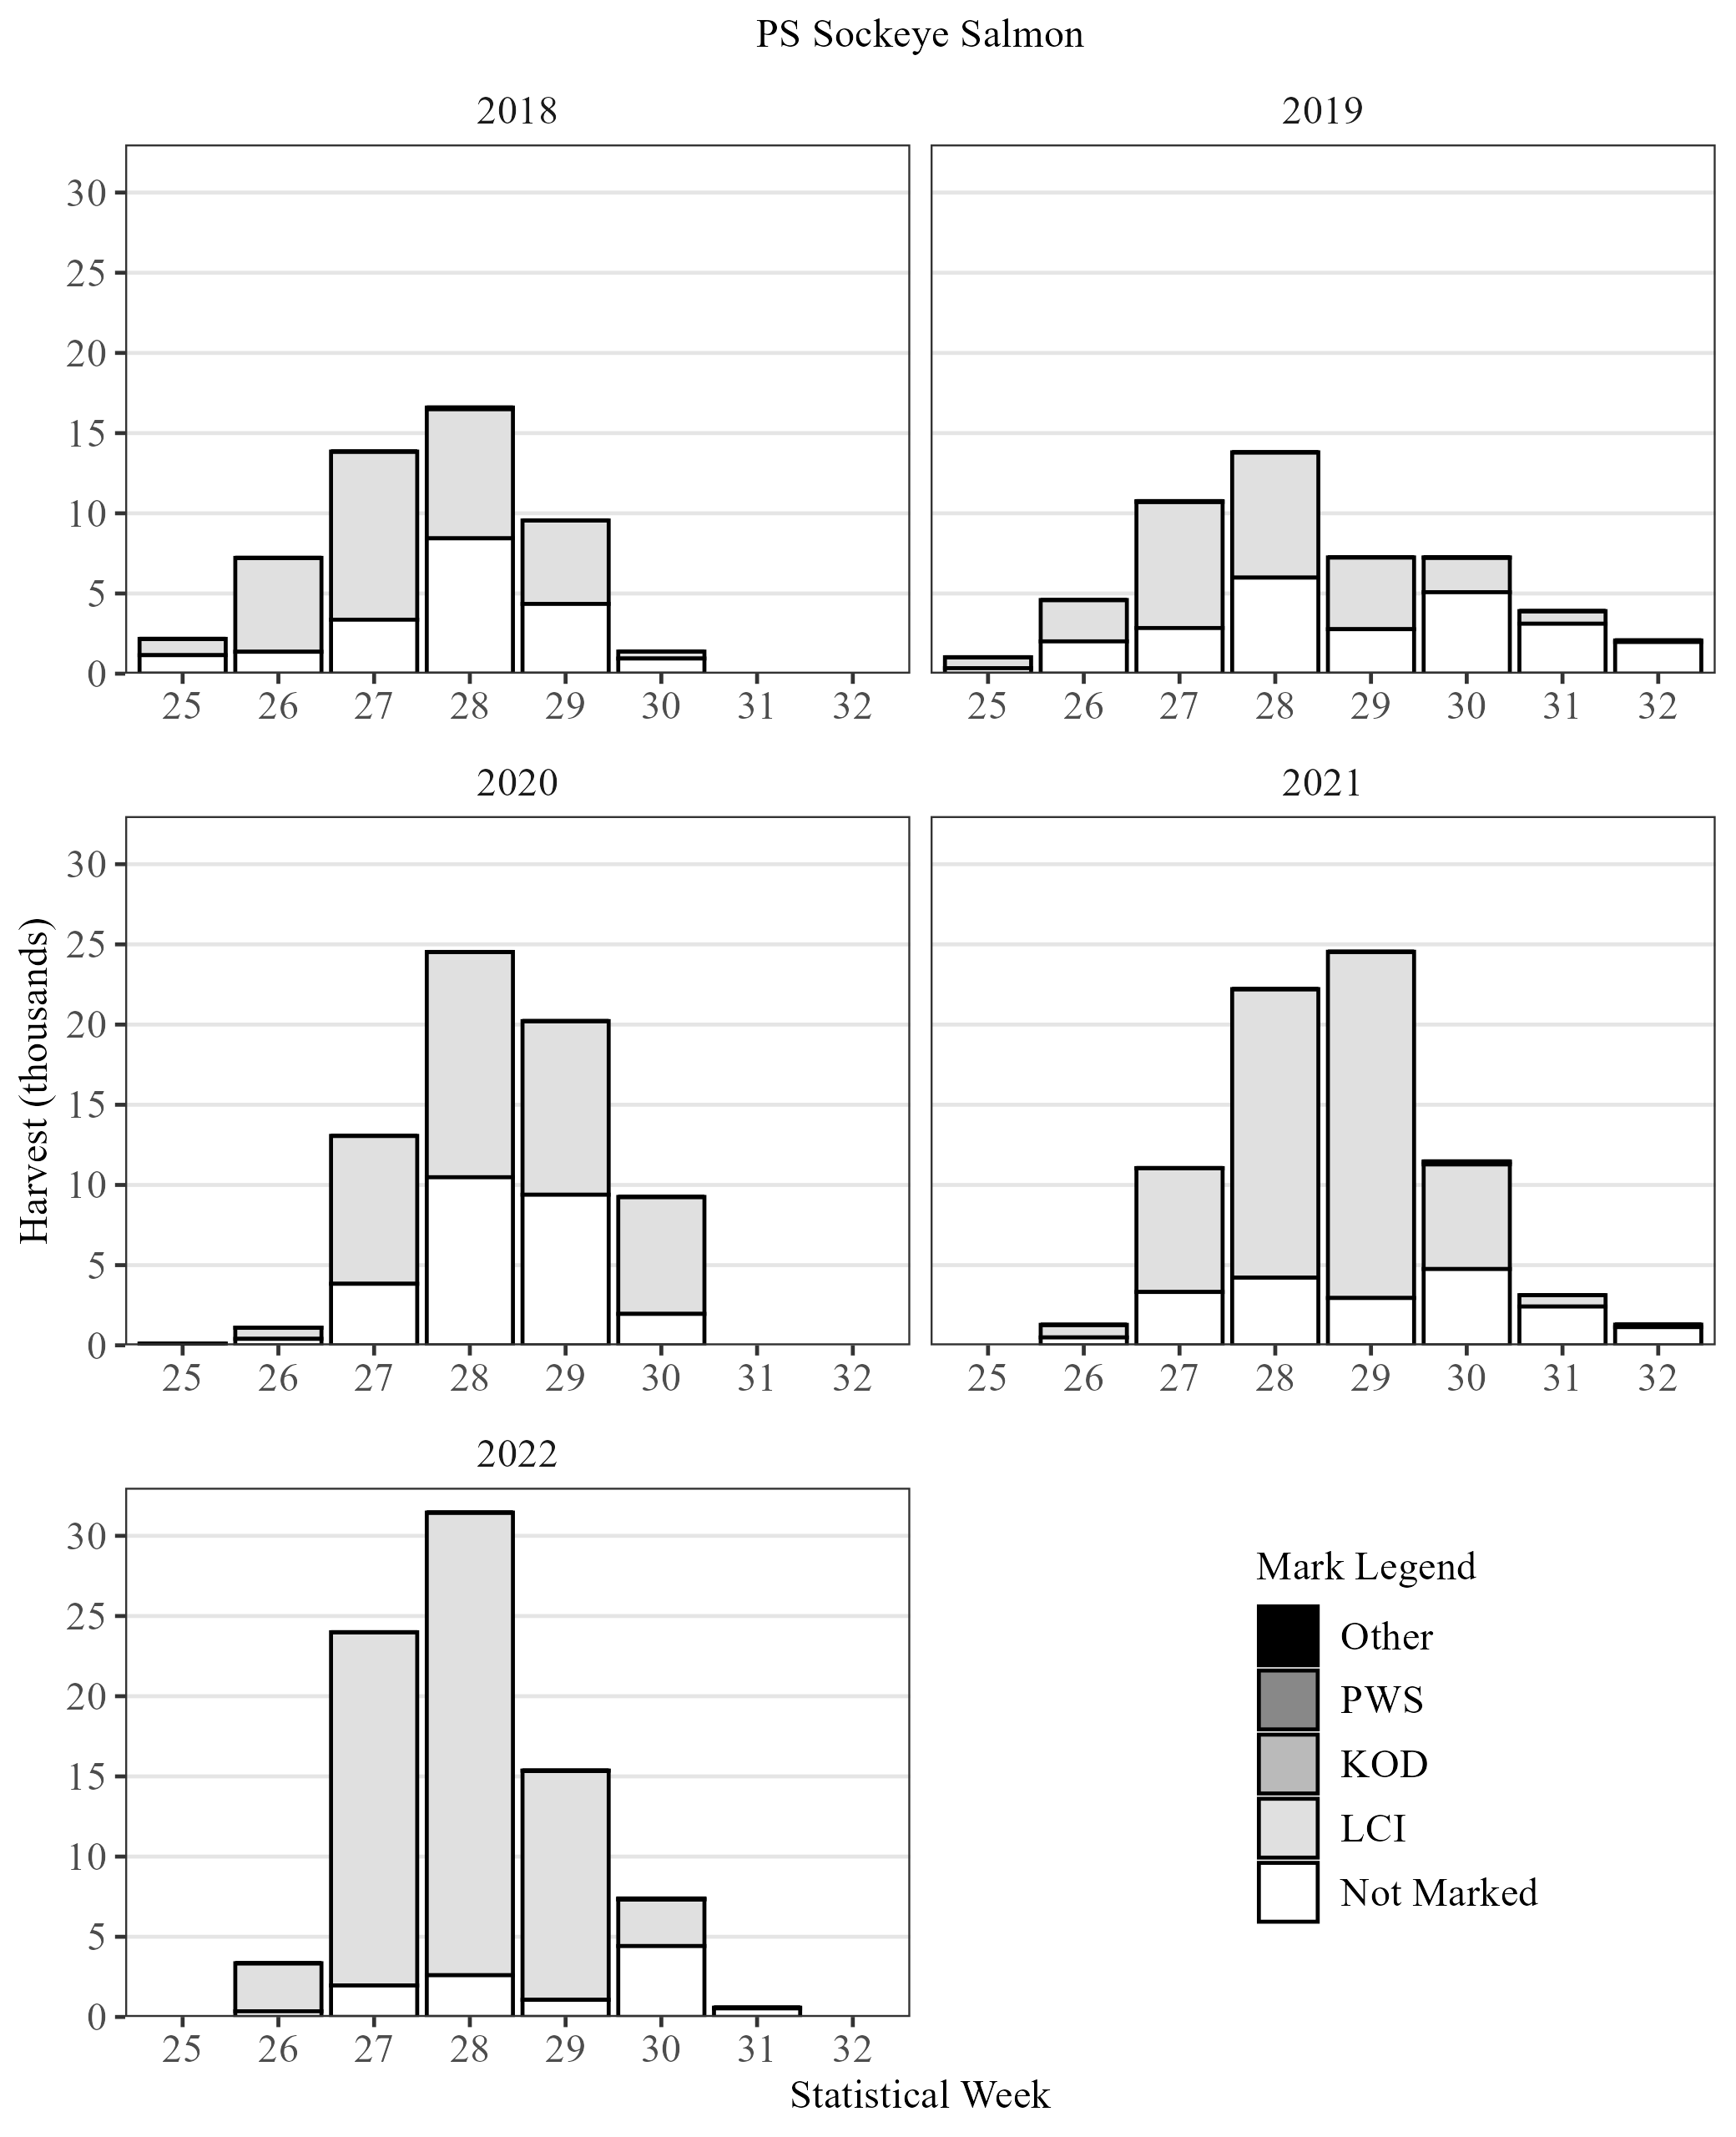 PS Sockeye Salmon
2018
2019
30
25
20
15
10
5
0
25 26 27 28 29 30 31 32
25 26 27 28 29 30 31 32
2020
2021
Harvest (thousands)
30
25
20
15
10
5
0
25 26 27 28 29 30 31 32
25 26 27 28 29 30 31 32
2022
30
25
20
15
10
5
0
25 26 27 28 29 30 31 32
Mark Legend
Other
PWS
KOD
LCI
Not Marked
Statistical Week